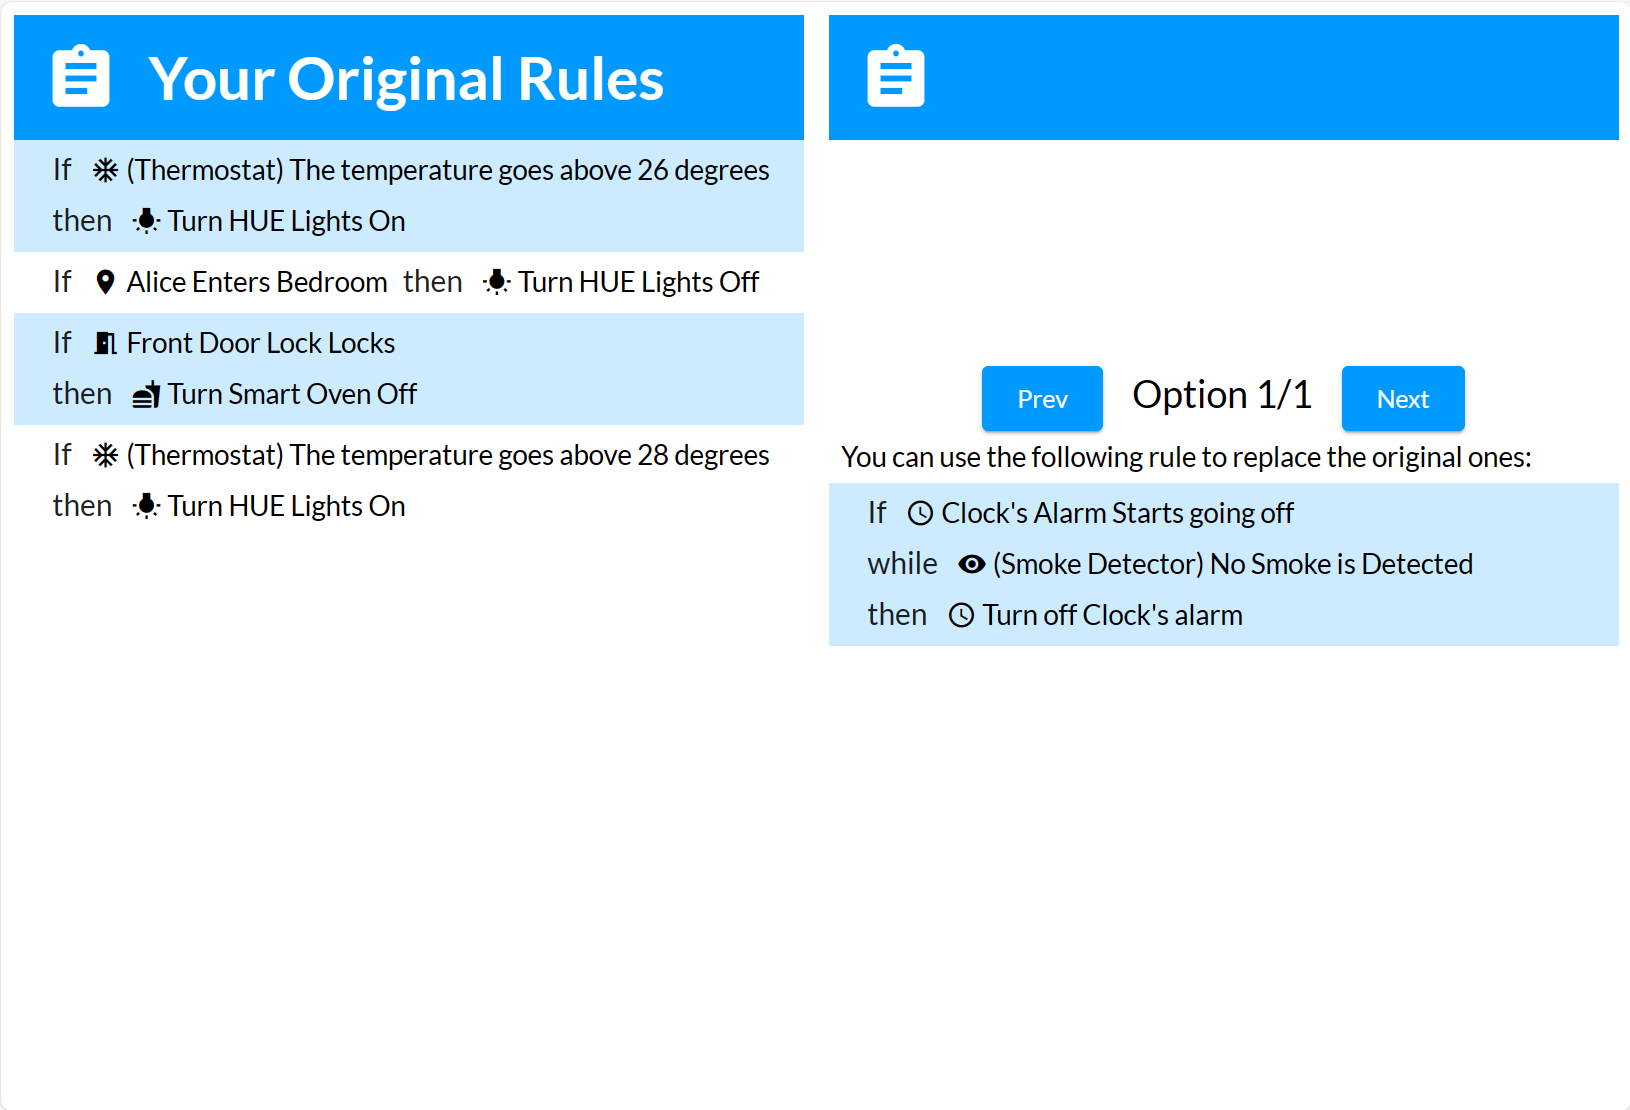 Your Original Rules
If (Thermostat) The temperature goes above 26 degrees
then Turn HUE Lights On
If Alice Enters Bedroom then Turn HUE Lights Off
If Front Door Lock Locks
then Turn Smart Oven Off
If (Thermostat) The temperature goes above 28 degrees
then Turn HUE Lights On
Prev Option 1/1 Next
You can use the following rule to replace the original ones:
If Clock's Alarm Starts going off
while (Smoke Detector) No Smoke is Detected
then Turn off Clock's alarm